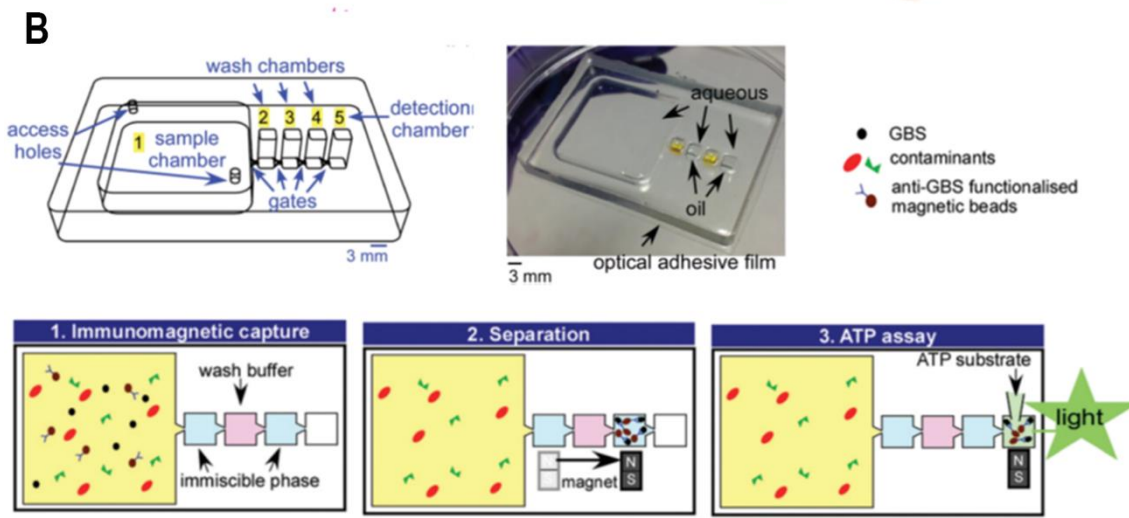 B
wash chambers
2 3 4 5
detection
chamber
access
holes
1 sample
chamber
gates
3 mm
aqueous
oil
optical adhesive film
3 mm
GBS
contaminants
anti-GBS functionalised
magnetic beads
1. Immunomagnetic capture
wash buffer
immiscible phase
2. Separation
N
S
magnet
3. ATP assay
ATP substrate
light
N
S